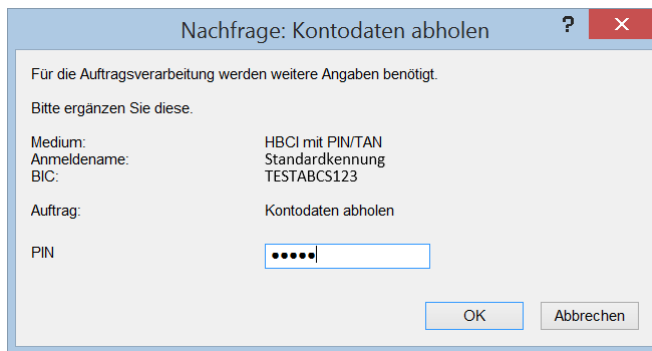 Nachfrage: Kontodaten abholen ?
Für die Auftragsverarbeitung werden weitere Angaben benötigt.
Bitte ergänzen Sie diese.
Medium: HBCI mit PIN/TAN
Anmeldename: Standardkennung
BIC: TESTABCS123
Auftrag: Kontodaten abholen
PIN •••••
OK Abbrechen